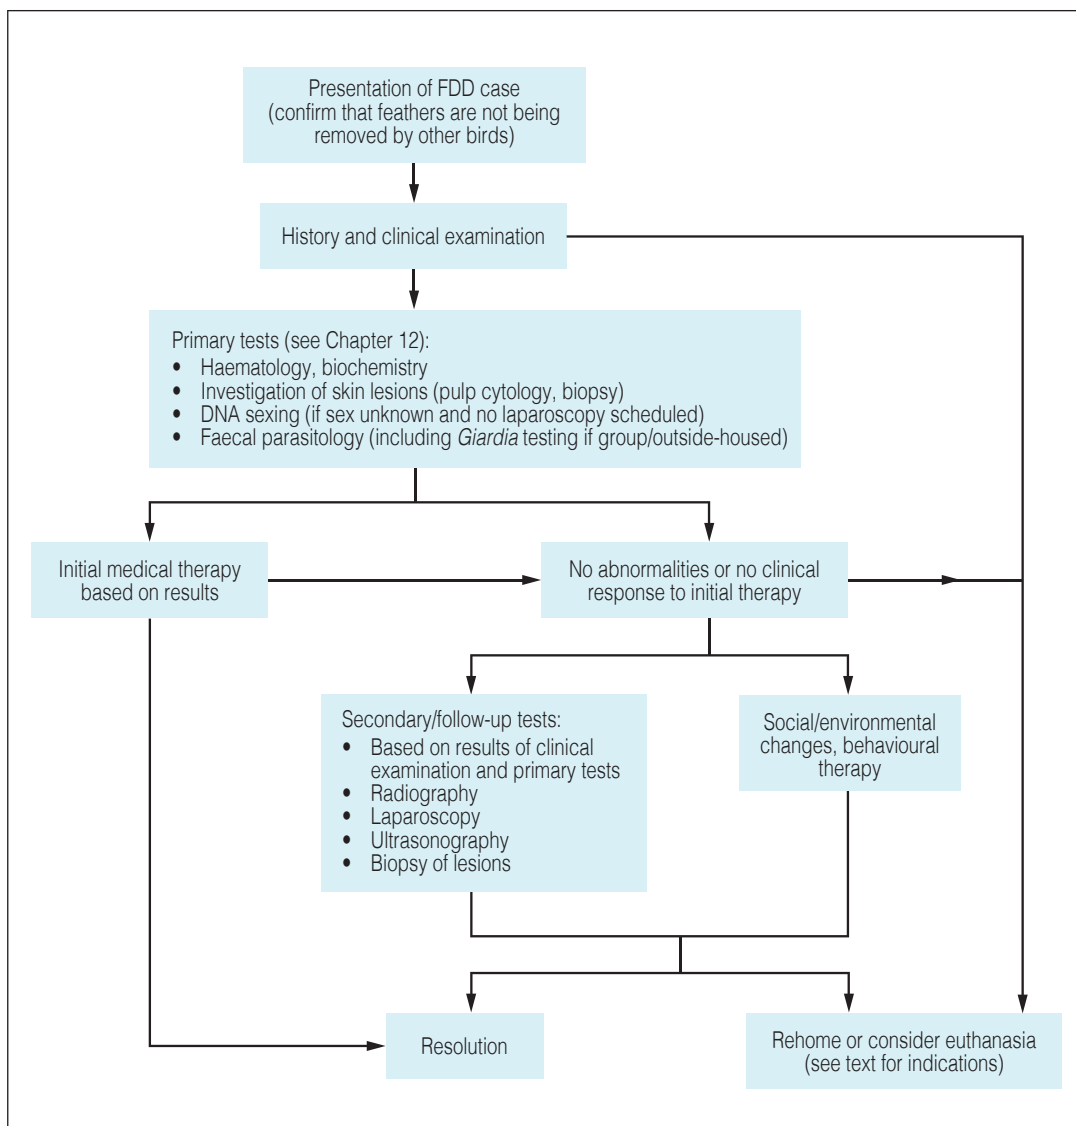 Presentation of FDD case
(confirm that feathers are not being
removed by other birds)
History and clinical examination
Primary tests (see Chapter 12):
• Haematology, biochemistry
• Investigation of skin lesions (pulp cytology, biopsy)
• DNA sexing (if sex unknown and no laparoscopy scheduled)
• Faecal parasitology (including Giardia testing if group/outside-housed)
Initial medical therapy
based on results
No abnormalities or no clinical
response to initial therapy
Secondary/follow-up tests:
• Based on results of clinical
examination and primary tests
• Radiography
• Laparoscopy
• Ultrasonography
• Biopsy of lesions
Social/environmental
changes, behavioural
therapy
Resolution
Rehome or consider euthanasia
(see text for indications)